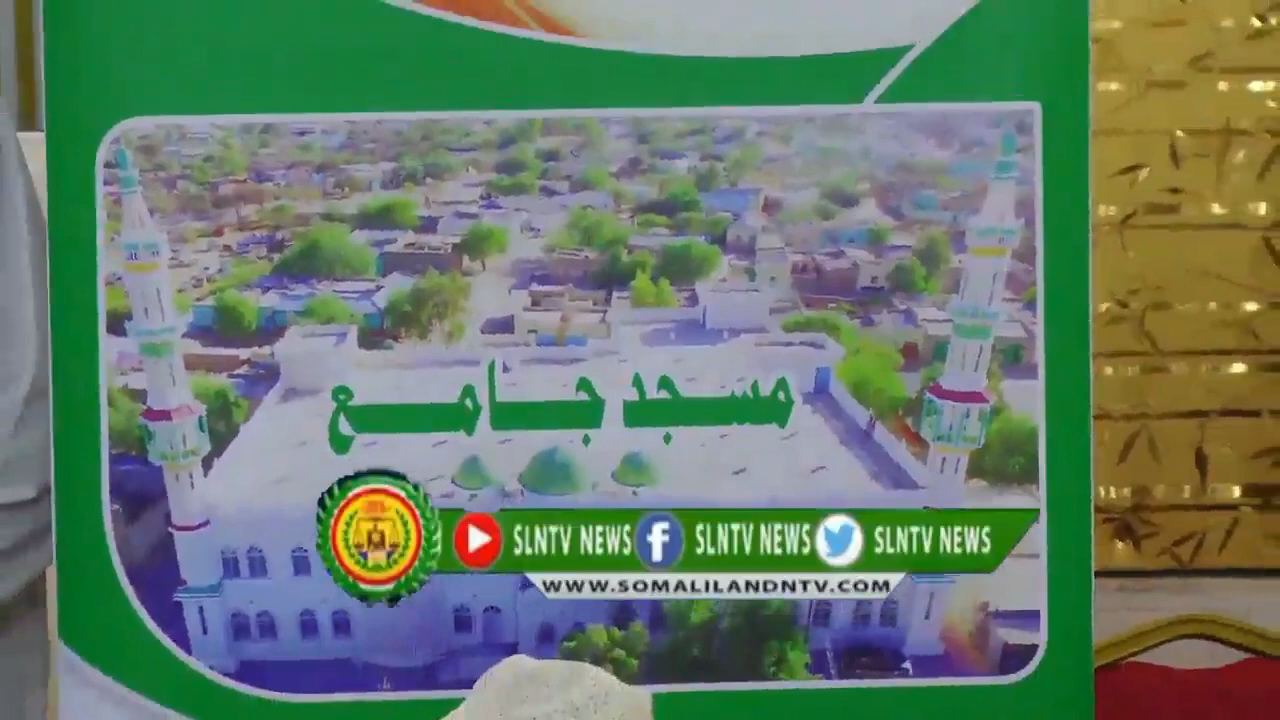 مسجد جامع
SLNTV NEWS SLNTV NEWS SLNTV NEWS
WWW.SOMALILANDNTV.COM